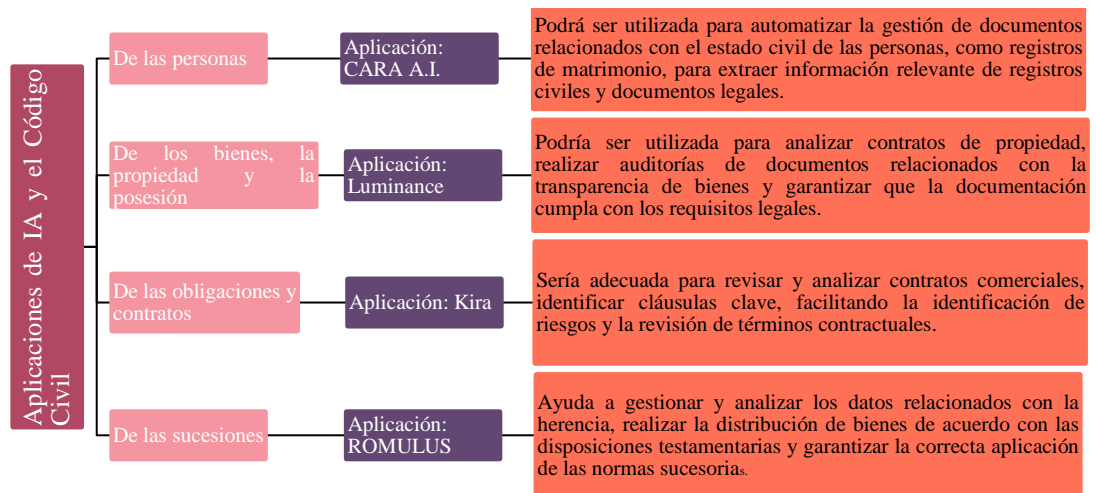 Aplicaciones de IA y el Código
Civil
De las personas
Aplicación:
CARA A.I.
Podrá ser utilizada para automatizar la gestión de documentos
relacionados con el estado civil de las personas, como registros
de matrimonio, para extraer información relevante de registros
civiles y documentos legales.
De los bienes, la
propiedad y la
posesión
Aplicación:
Luminance
Podría ser utilizada para analizar contratos de propiedad,
realizar auditorías de documentos relacionados con la
transparencia de bienes y garantizar que la documentación
cumpla con los requisitos legales.
De las obligaciones y
contratos
Aplicación: Kira
Sería adecuada para revisar y analizar contratos comerciales,
identificar cláusulas clave, facilitando la identificación de
riesgos y la revisión de términos contractuales.
De las sucesiones
Aplicación:
ROMULUS
Ayuda a gestionar y analizar los datos relacionados con la
herencia, realizar la distribución de bienes de acuerdo con las
disposiciones testamentarias y garantizar la correcta aplicación
de las normas sucesorias.